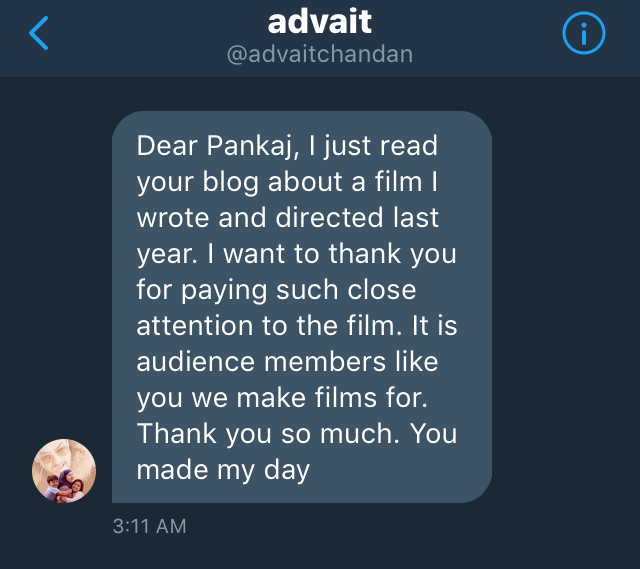 advait
@advaitchandan
Dear Pankaj, I just read
your blog about a film I
wrote and directed last
year. I want to thank you
for paying such close
attention to the film. It is
audience members like
you we make films for.
Thank you so much. You
made my day
3:11 AM